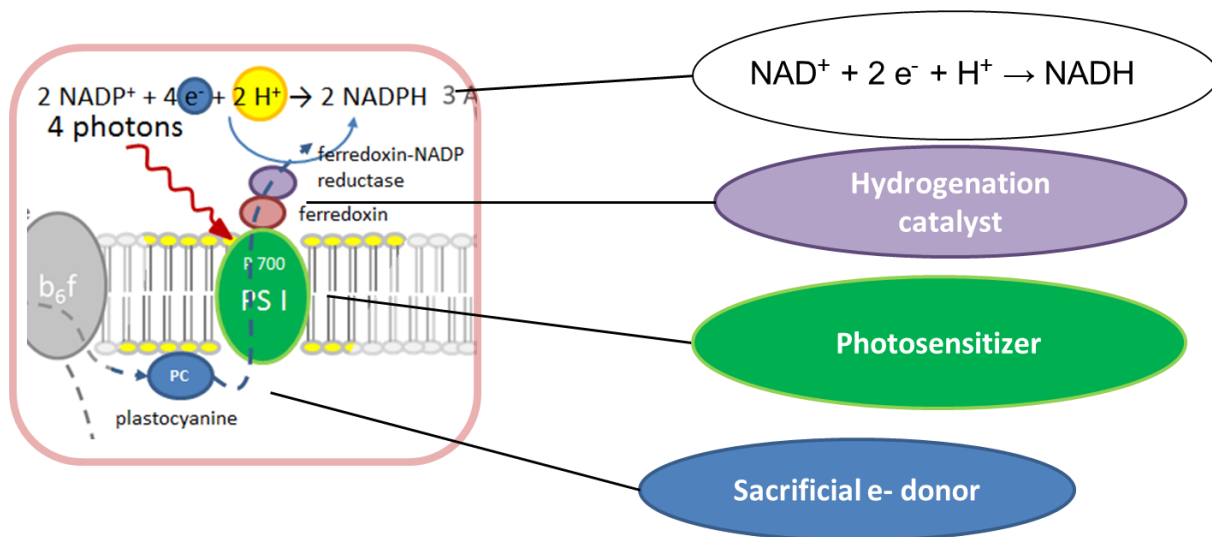 2 NADP⁺ + 4 e⁻ + 2 H⁺ → 2 NADPH 3 A
4 photons
ferredoxin-NADP
reductase
ferredoxin
P 700
PS I
b₆f
PC
plastocyanine
NAD⁺ + 2 e⁻ + H⁺ → NADH
Hydrogenation
catalyst
Photosensitizer
Sacrificial e- donor